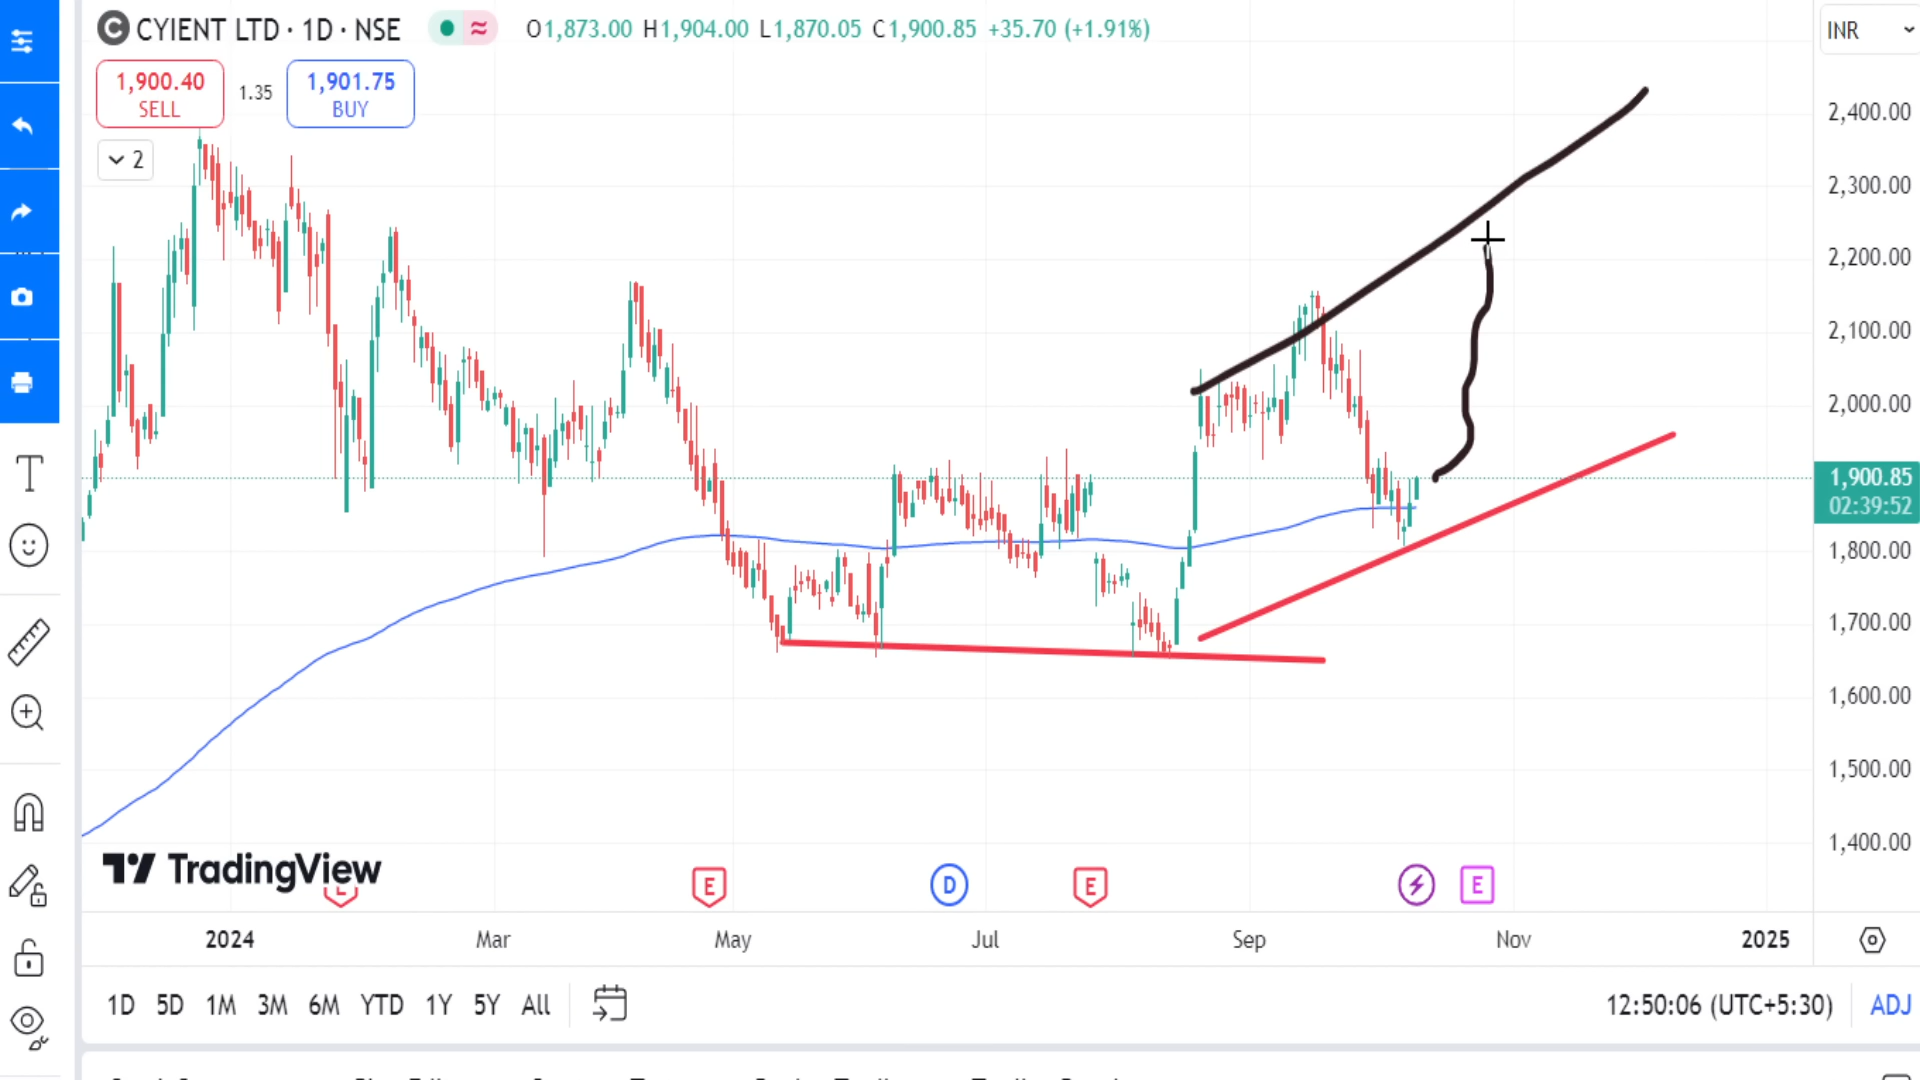 CYIENT LTD · 1D · NSE
O1,873.00 H1,904.00 L1,870.05 C1,900.85 +35.70 (+1.91%)
INR
1,900.40
SELL
1.35
1,901.75
BUY
2
2,400.00
2,300.00
2,200.00
2,100.00
2,000.00
1,900.85
02:39:52
1,800.00
1,700.00
1,600.00
1,500.00
1,400.00
TradingView
E
D
E
E
2024
Mar
May
Jul
Sep
Nov
2025
1D 5D 1M 3M 6M YTD 1Y 5Y All
12:50:06 (UTC+5:30)
ADJ